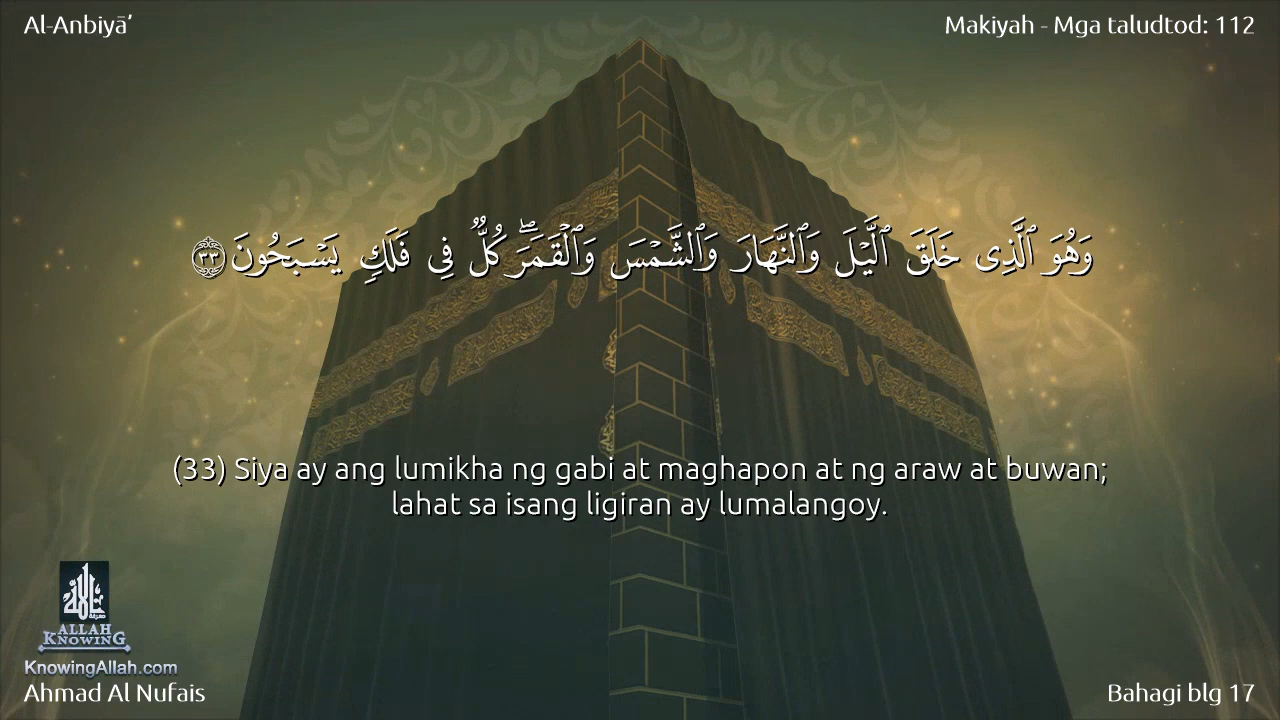 Al-Anbiyā’
Makiyah - Mga taludtod: 112
وَهُوَ ٱلَّذِى خَلَقَ ٱلَّيْلَ وَٱلنَّهَارَ وَٱلشَّمْسَ وَٱلْقَمَرَ ۖ كُلٌّ فِى فَلَكٍ يَسْبَحُونَ ٣٣
(33) Siya ay ang lumikha ng gabi at maghapon at ng araw at buwan;
lahat sa isang ligiran ay lumalangoy.
ALLAH
KNOWING
KnowingAllah.com
Ahmad Al Nufais
Bahagi blg 17